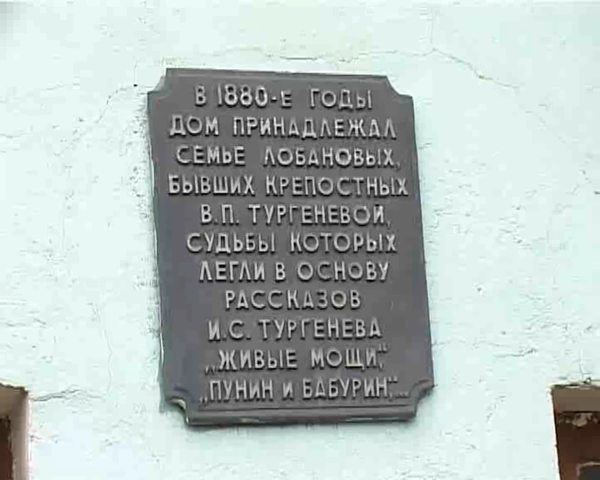 В 1880-Е ГОДЫ
ДОМ ПРИНАДЛЕЖАЛ
СЕМЬЕ ЛОБАНОВЫХ,
БЫВШИХ КРЕПОСТНЫХ
В.П. ТУРГЕНЕВОЙ,
СУДЬБЫ КОТОРЫХ
ЛЕГЛИ В ОСНОВУ
РАССКАЗОВ
И.С. ТУРГЕНЕВА
„ЖИВЫЕ МОЩИ",
„ПУНИН И БАБУРИН",...